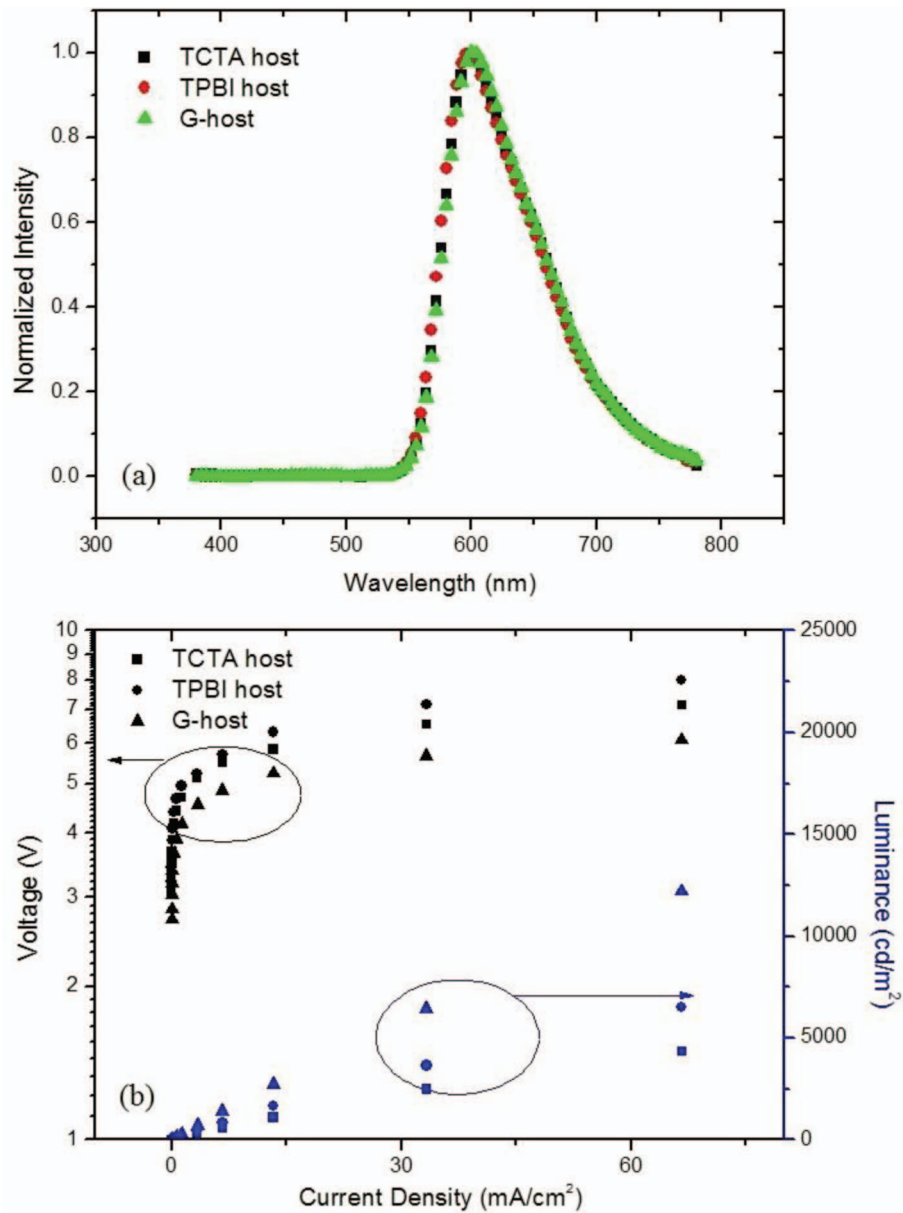 1.0
0.8
0.6
0.4
0.2
0.0
Normalized Intensity
TCTA host
TPBI host
G-host
(a)
300 400 500 600 700 800
Wavelength (nm)
10
9
8
7
6
5
4
3
2
1
Voltage (V)
TCTA host
TPBI host
G-host
(b)
25000
20000
15000
10000
5000
0
Luminance (cd/m²)
0 30 60
Current Density (mA/cm²)